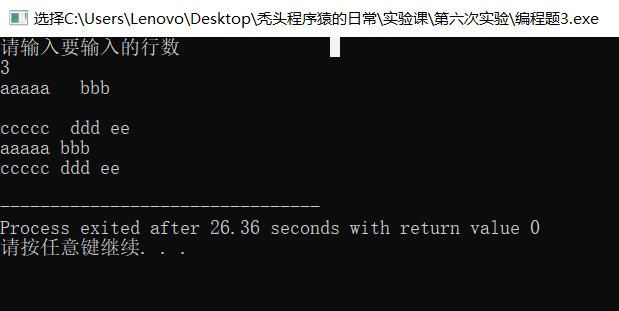 选择C:\Users\Lenovo\Desktop\秃头程序猿的日常\实验课\第六次实验\编程题3.exe
请输入要输入的行数
3
aaaaa   bbb

ccccc  ddd ee
aaaaa bbb
ccccc ddd ee

--------------------------------
Process exited after 26.36 seconds with return value 0
请按任意键继续. . .